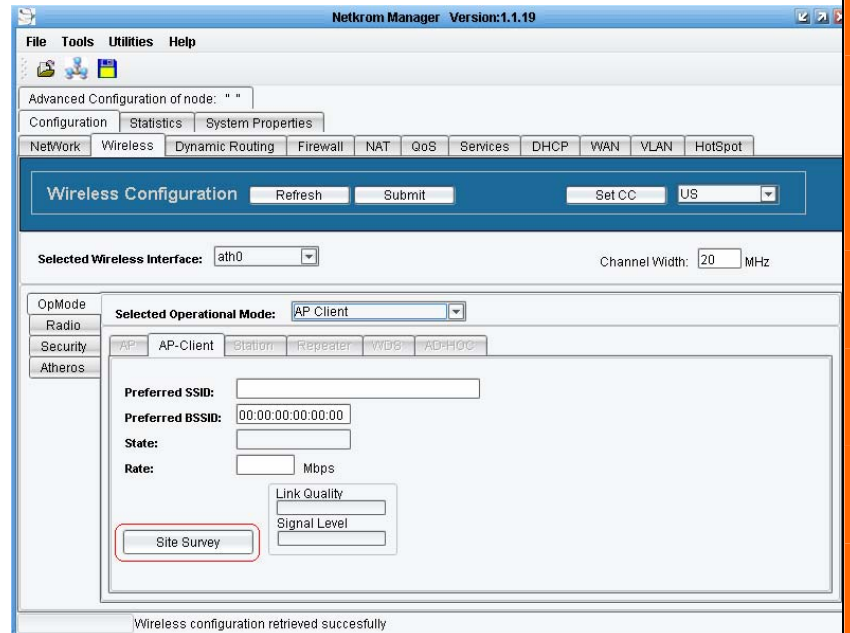 Netkrom Manager Version:1.1.19
File Tools Utilities Help
Advanced Configuration of node: " "
Configuration Statistics System Properties
NetWork Wireless Dynamic Routing Firewall NAT QoS Services DHCP WAN VLAN HotSpot
Wireless Configuration Refresh Submit Set CC US
Selected Wireless Interface: ath0 Channel Width: 20 MHz
OpMode
Radio
Security
Atheros
Selected Operational Mode: AP Client
AP AP-Client Station Repeater WDS AD-HOC
Preferred SSID:
Preferred BSSID: 00:00:00:00:00:00
State:
Rate: Mbps
Link Quality
Signal Level
Site Survey
Wireless configuration retrieved succesfully